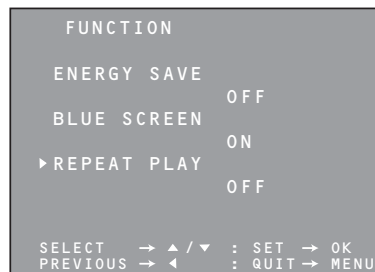 FUNCTION
ENERGY SAVE
OFF
BLUE SCREEN
ON
▶REPEAT PLAY
OFF
SELECT → ▲/▼ : SET → OK
PREVIOUS → ◀ : QUIT → MENU